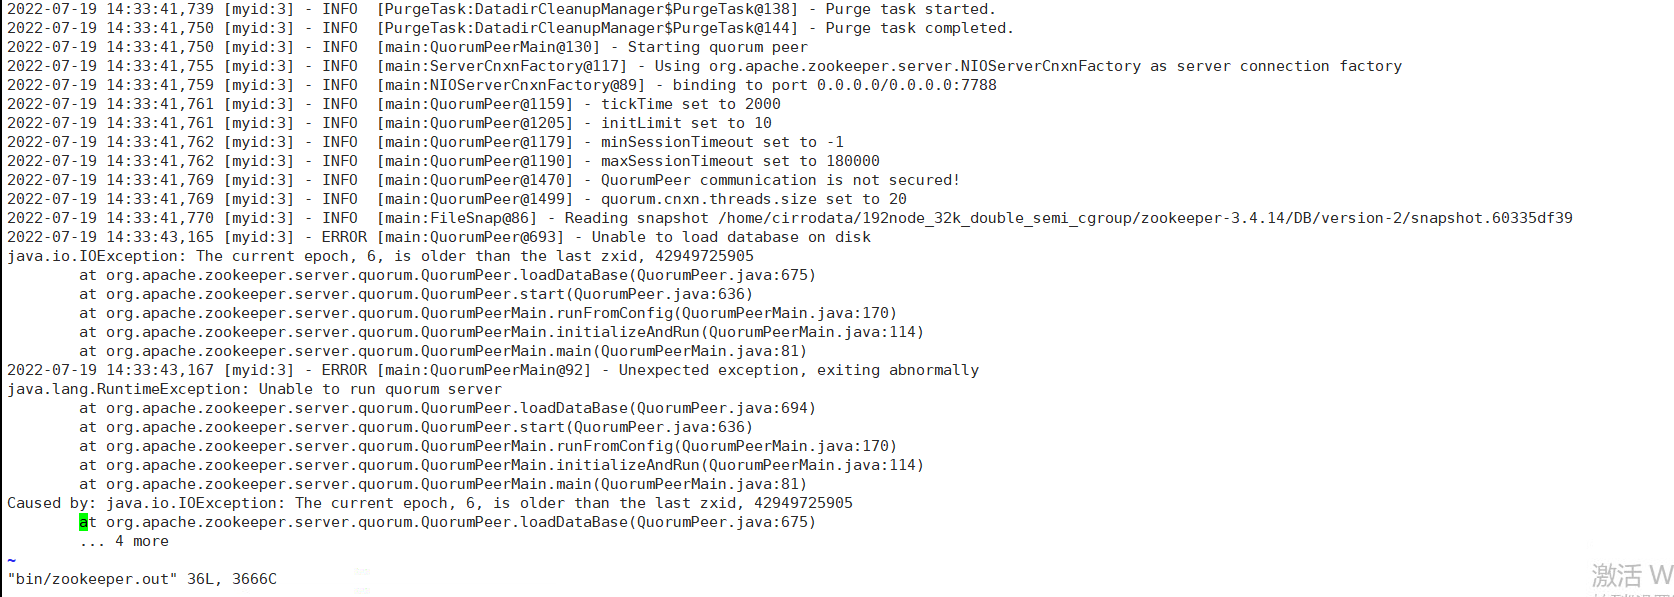 2022-07-19 14:33:41,739 [myid:3] - INFO  [PurgeTask:DatadirCleanupManager$PurgeTask@138] - Purge task started.
2022-07-19 14:33:41,750 [myid:3] - INFO  [PurgeTask:DatadirCleanupManager$PurgeTask@144] - Purge task completed.
2022-07-19 14:33:41,750 [myid:3] - INFO  [main:QuorumPeerMain@130] - Starting quorum peer
2022-07-19 14:33:41,755 [myid:3] - INFO  [main:ServerCnxnFactory@117] - Using org.apache.zookeeper.server.NIOServerCnxnFactory as server connection factory
2022-07-19 14:33:41,759 [myid:3] - INFO  [main:NIOServerCnxnFactory@89] - binding to port 0.0.0.0/0.0.0.0:7788
2022-07-19 14:33:41,761 [myid:3] - INFO  [main:QuorumPeer@1159] - tickTime set to 2000
2022-07-19 14:33:41,761 [myid:3] - INFO  [main:QuorumPeer@1205] - initLimit set to 10
2022-07-19 14:33:41,762 [myid:3] - INFO  [main:QuorumPeer@1179] - minSessionTimeout set to -1
2022-07-19 14:33:41,762 [myid:3] - INFO  [main:QuorumPeer@1190] - maxSessionTimeout set to 180000
2022-07-19 14:33:41,769 [myid:3] - INFO  [main:QuorumPeer@1470] - QuorumPeer communication is not secured!
2022-07-19 14:33:41,769 [myid:3] - INFO  [main:QuorumPeer@1499] - quorum.cnxn.threads.size set to 20
2022-07-19 14:33:41,770 [myid:3] - INFO  [main:FileSnap@86] - Reading snapshot /home/cirrodata/192node_32k_double_semi_cgroup/zookeeper-3.4.14/DB/version-2/snapshot.60335df39
2022-07-19 14:33:43,165 [myid:3] - ERROR [main:QuorumPeer@693] - Unable to load database on disk
java.io.IOException: The current epoch, 6, is older than the last zxid, 42949725905
        at org.apache.zookeeper.server.quorum.QuorumPeer.loadDataBase(QuorumPeer.java:675)
        at org.apache.zookeeper.server.quorum.QuorumPeer.start(QuorumPeer.java:636)
        at org.apache.zookeeper.server.quorum.QuorumPeerMain.runFromConfig(QuorumPeerMain.java:170)
        at org.apache.zookeeper.server.quorum.QuorumPeerMain.initializeAndRun(QuorumPeerMain.java:114)
        at org.apache.zookeeper.server.quorum.QuorumPeerMain.main(QuorumPeerMain.java:81)
2022-07-19 14:33:43,167 [myid:3] - ERROR [main:QuorumPeerMain@92] - Unexpected exception, exiting abnormally
java.lang.RuntimeException: Unable to run quorum server
        at org.apache.zookeeper.server.quorum.QuorumPeer.loadDataBase(QuorumPeer.java:694)
        at org.apache.zookeeper.server.quorum.QuorumPeer.start(QuorumPeer.java:636)
        at org.apache.zookeeper.server.quorum.QuorumPeerMain.runFromConfig(QuorumPeerMain.java:170)
        at org.apache.zookeeper.server.quorum.QuorumPeerMain.initializeAndRun(QuorumPeerMain.java:114)
        at org.apache.zookeeper.server.quorum.QuorumPeerMain.main(QuorumPeerMain.java:81)
Caused by: java.io.IOException: The current epoch, 6, is older than the last zxid, 42949725905
        at org.apache.zookeeper.server.quorum.QuorumPeer.loadDataBase(QuorumPeer.java:675)
        ... 4 more
~
"bin/zookeeper.out" 36L, 3666C
激活 W